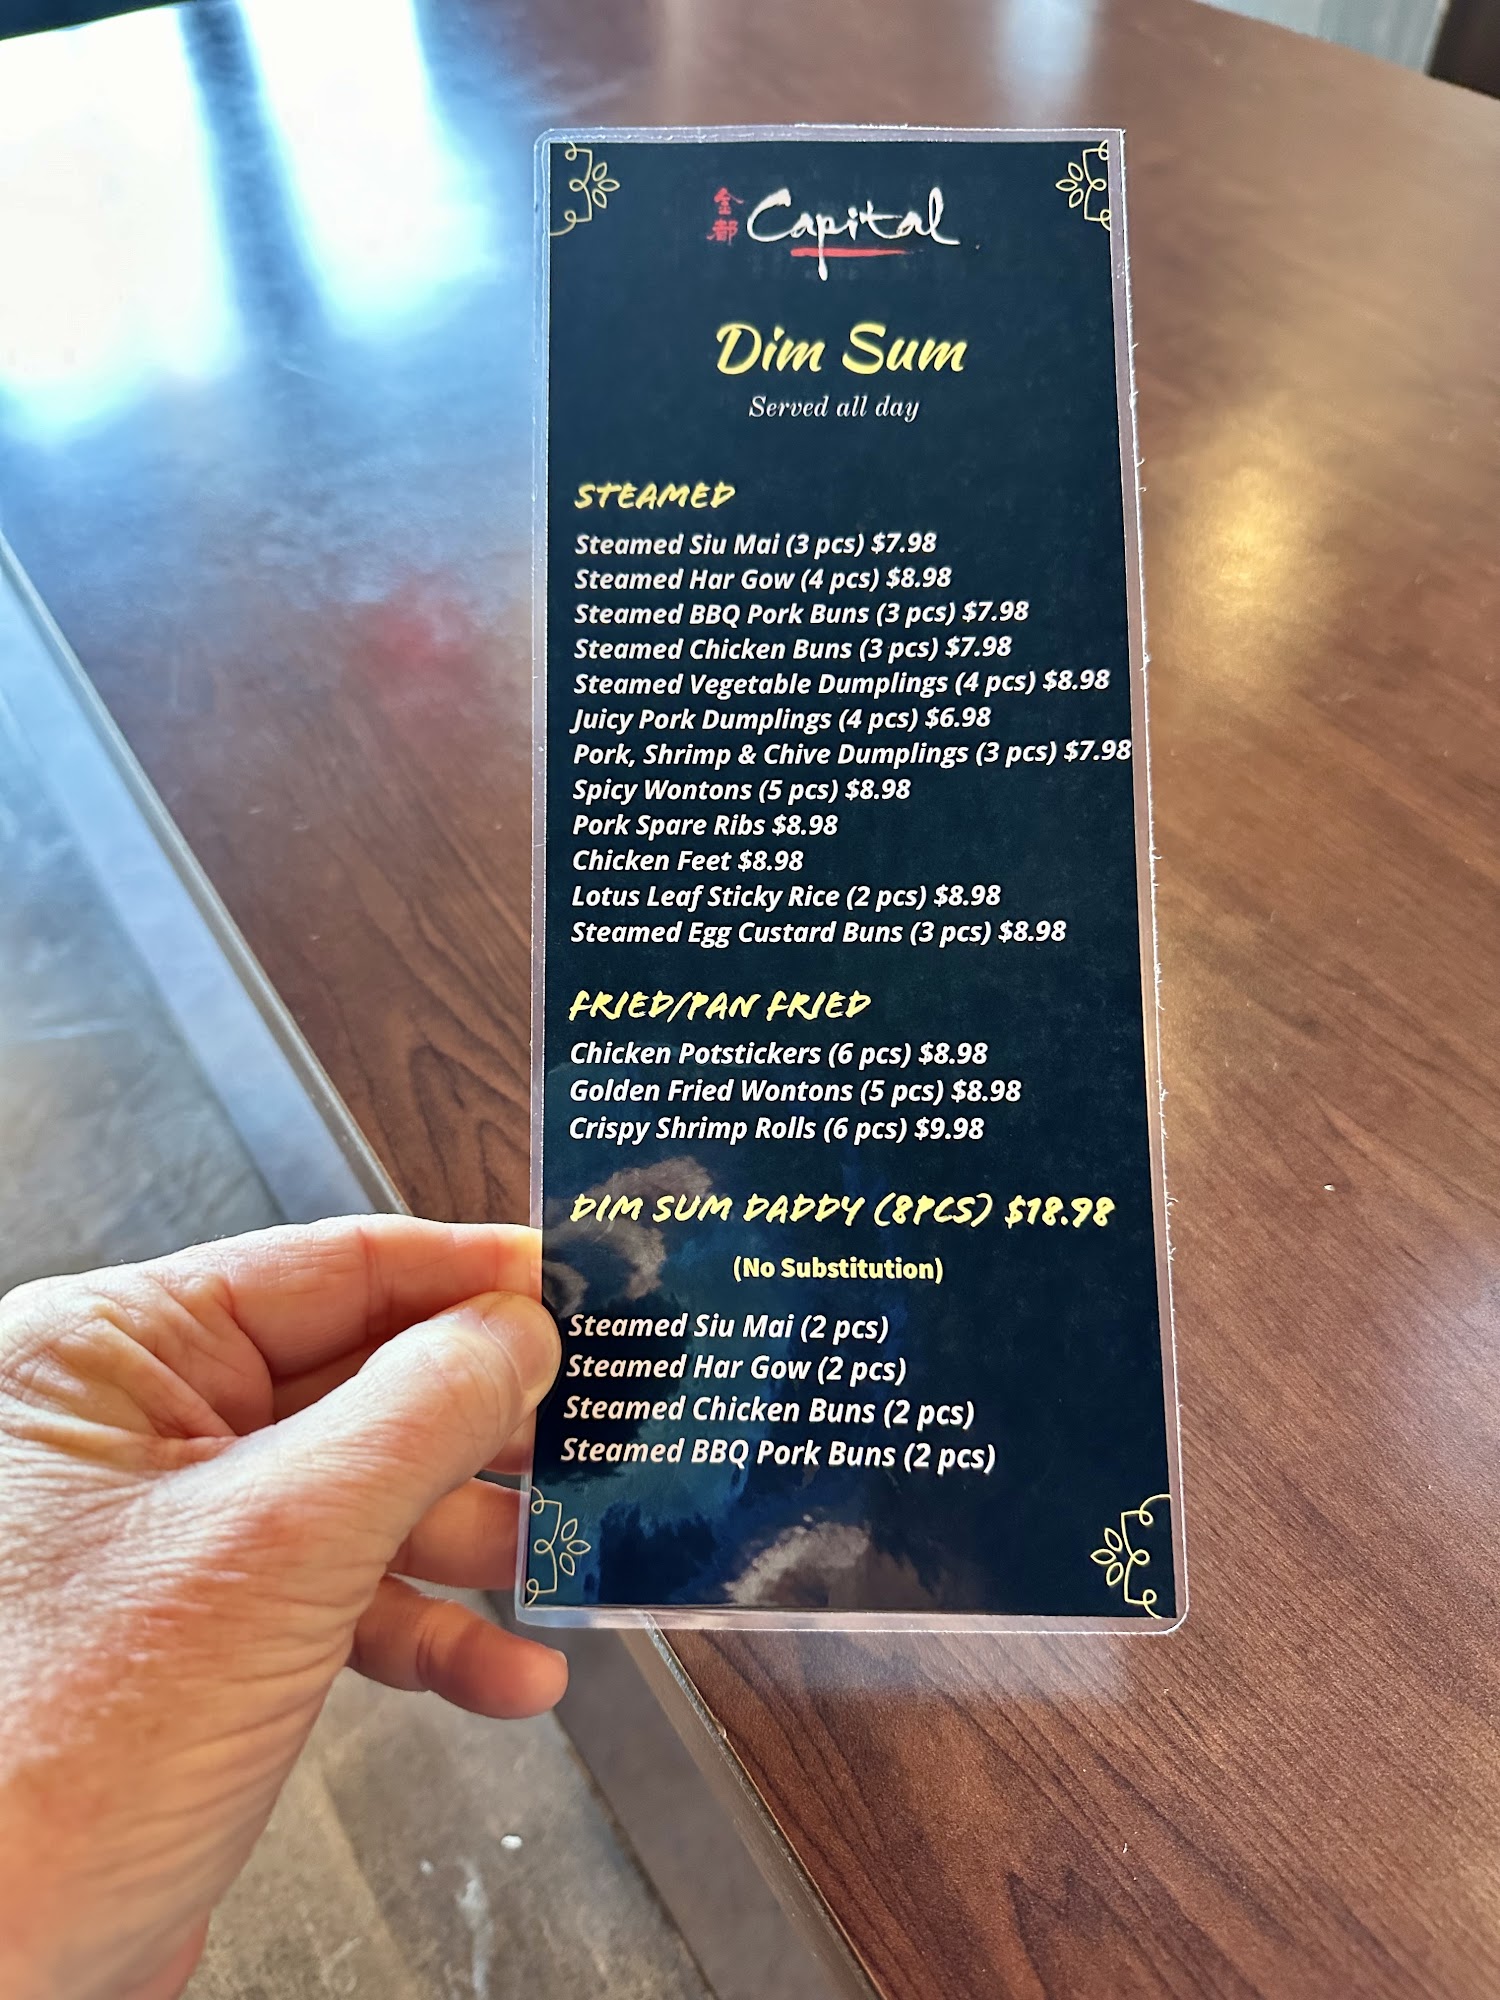 金都 Capital
Dim Sum
Served all day
STEAMED
Steamed Siu Mai (3 pcs) $7.98
Steamed Har Gow (4 pcs) $8.98
Steamed BBQ Pork Buns (3 pcs) $7.98
Steamed Chicken Buns (3 pcs) $7.98
Steamed Vegetable Dumplings (4 pcs) $8.98
Juicy Pork Dumplings (4 pcs) $6.98
Pork, Shrimp & Chive Dumplings (3 pcs) $7.98
Spicy Wontons (5 pcs) $8.98
Pork Spare Ribs $8.98
Chicken Feet $8.98
Lotus Leaf Sticky Rice (2 pcs) $8.98
Steamed Egg Custard Buns (3 pcs) $8.98
FRIED/PAN FRIED
Chicken Potstickers (6 pcs) $8.98
Golden Fried Wontons (5 pcs) $8.98
Crispy Shrimp Rolls (6 pcs) $9.98
DIM SUM DADDY (8PCS) $18.98
(No Substitution)
Steamed Siu Mai (2 pcs)
Steamed Har Gow (2 pcs)
Steamed Chicken Buns (2 pcs)
Steamed BBQ Pork Buns (2 pcs)